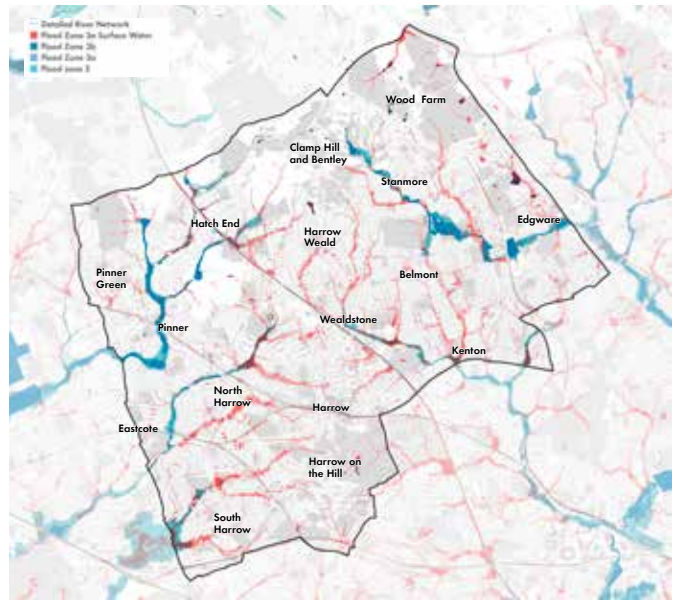 Detailed River Network
Flood Zone 3a Surface Water
Flood Zone 3b
Flood Zone 3a
Flood zone 2
Wood Farm
Clamp Hill
and Bentley
Stanmore
Edgware
Hatch End
Harrow
Weald
Belmont
Pinner
Green
Pinner
Wealdstone
Kenton
North
Harrow
Harrow
Eastcote
Harrow on
the Hill
South
Harrow